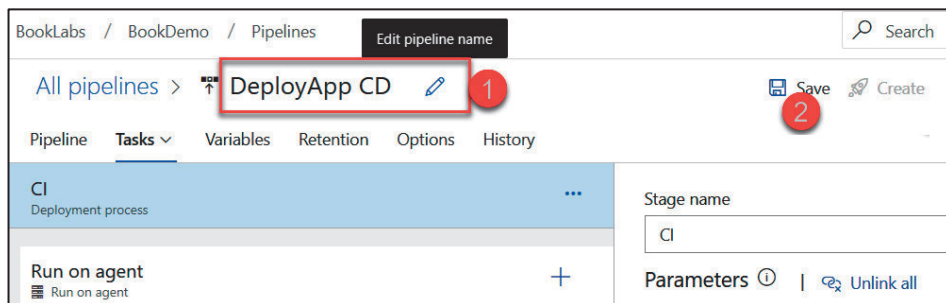 BookLabs / BookDemo / Pipelines
Edit pipeline name
Search
All pipelines > DeployApp CD
1
Save
Create
2
Pipeline Tasks Variables Retention Options History
CI
Deployment process
...
Stage name
CI
Run on agent
Run on agent
+
Parameters | Unlink all